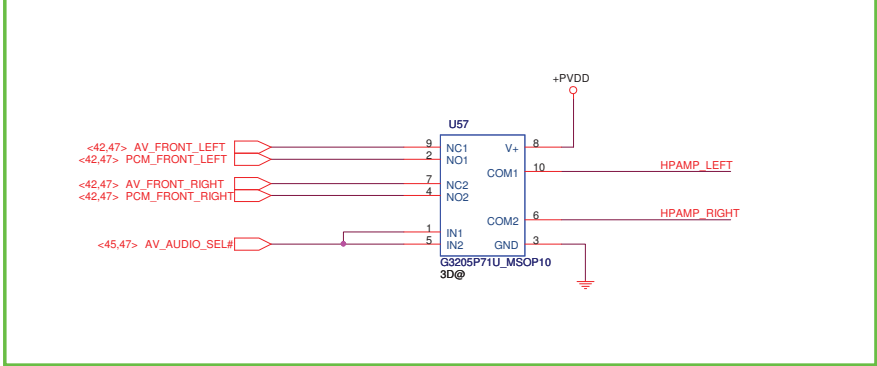 +PVDD
U57
<42,47> AV_FRONT_LEFT 9 NC1 V+ 8
<42,47> PCM_FRONT_LEFT 2 NO1
COM1 10 HPAMP_LEFT
<42,47> AV_FRONT_RIGHT 7 NC2
<42,47> PCM_FRONT_RIGHT 4 NO2
COM2 6 HPAMP_RIGHT
1 IN1
<45,47> AV_AUDIO_SEL# 5 IN2 GND 3
G3205P71U_MSOP10
3D@